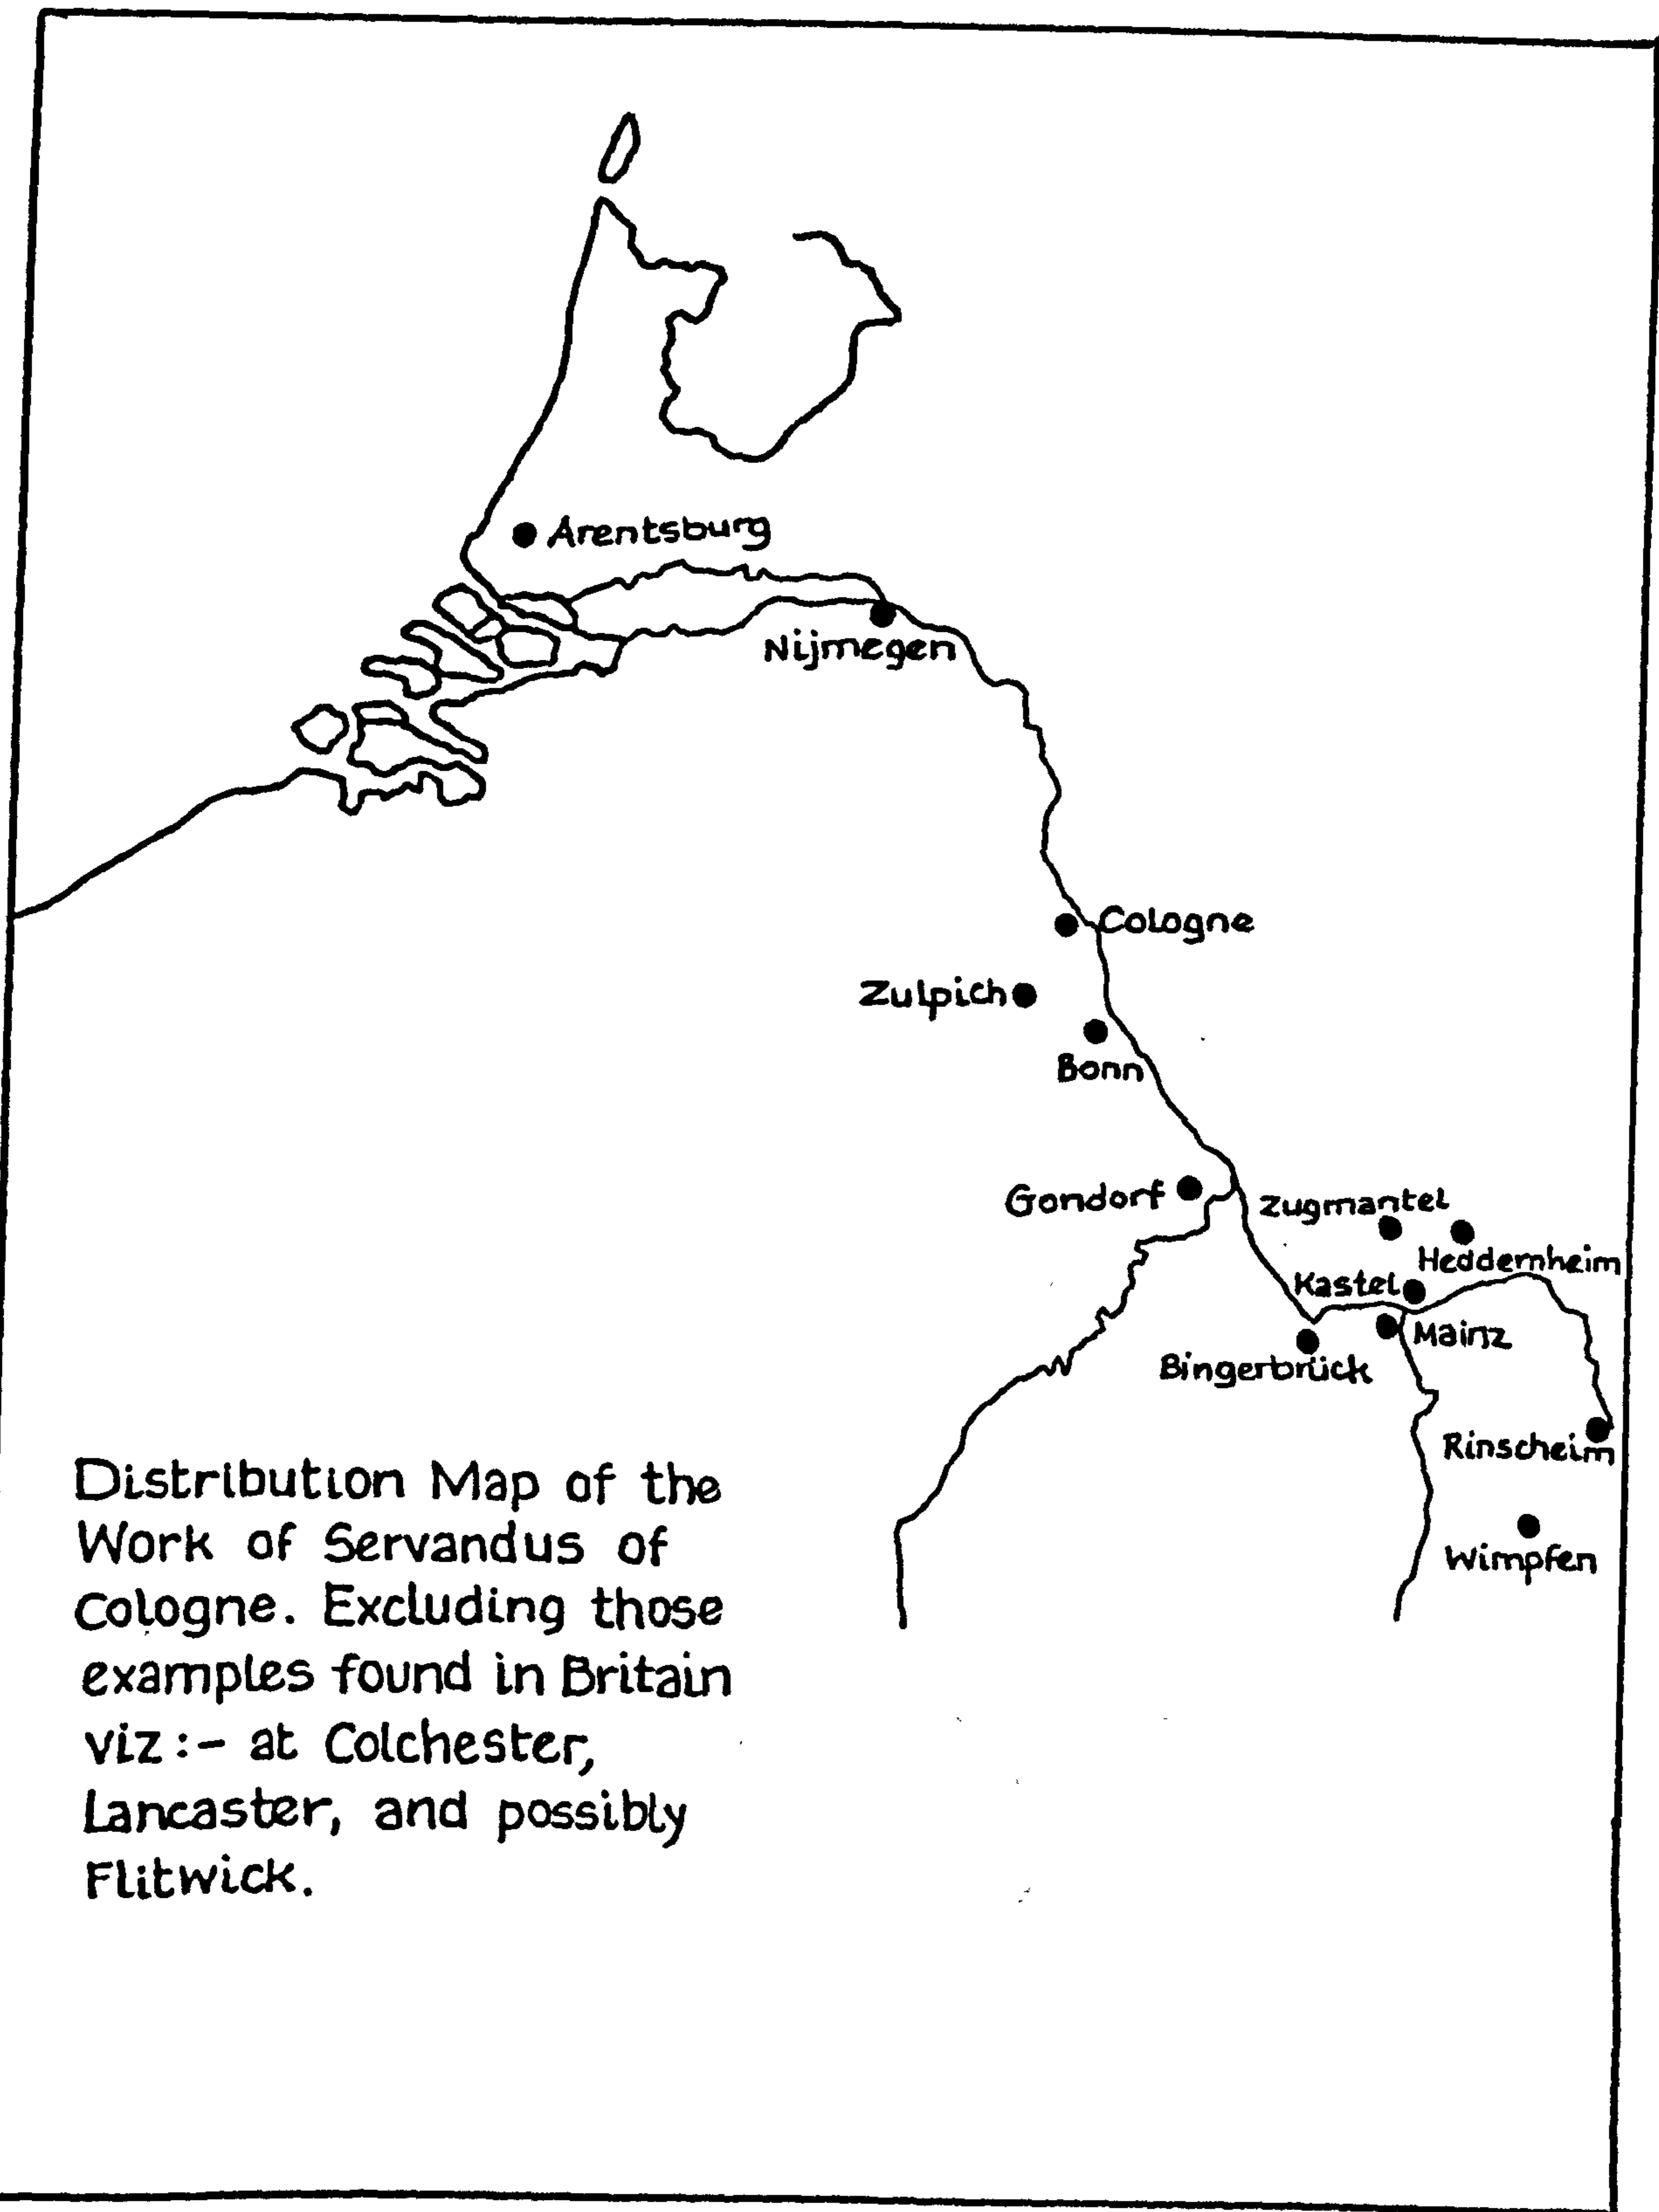 Arentsburg
Nijmegen
Cologne
Zulpich
Bonn
Gondorf
Zugmantel
Heddernheim
Kastel
Mainz
Bingerbrück
Rinscheim
Wimpfen
Distribution Map of the
Work of Servandus of
Cologne. Excluding those
examples found in Britain
viz:- at Colchester,
Lancaster, and possibly
Flitwick.